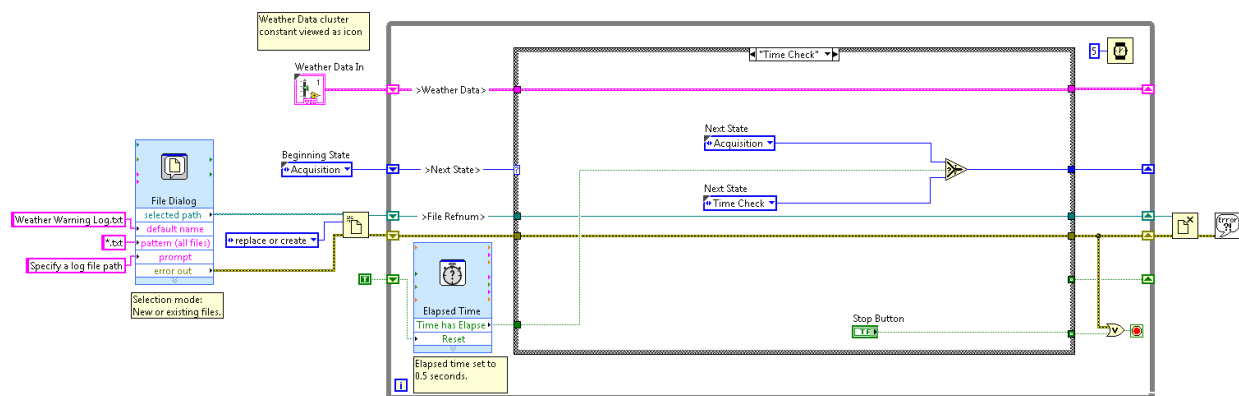 Weather Data cluster
constant viewed as icon
Weather Data In
1
>Weather Data>
"Time Check"
5
Next State
Acquisition
Beginning State
Acquisition
>Next State>
?
Next State
Time Check
File Dialog
selected path
default name
pattern (all files)
prompt
error out
Weather Warning Log.txt
*.txt
Specify a log file path
replace or create
>File Refnum>
Error
?!
Selection mode:
New or existing files.
T
?
Elapsed Time
Time has Elapse
Reset
Stop Button
TF
V
Elapsed time set to
0.5 seconds.
i